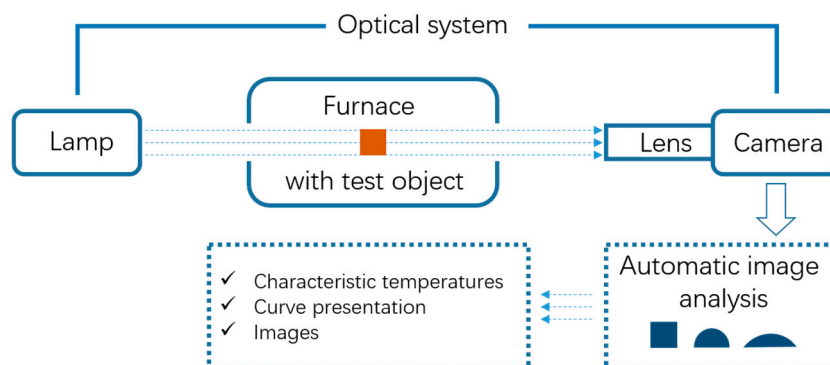 Optical system
Lamp
Furnace
with test object
Lens
Camera
Automatic image
analysis
✓ Characteristic temperatures
✓ Curve presentation
✓ Images